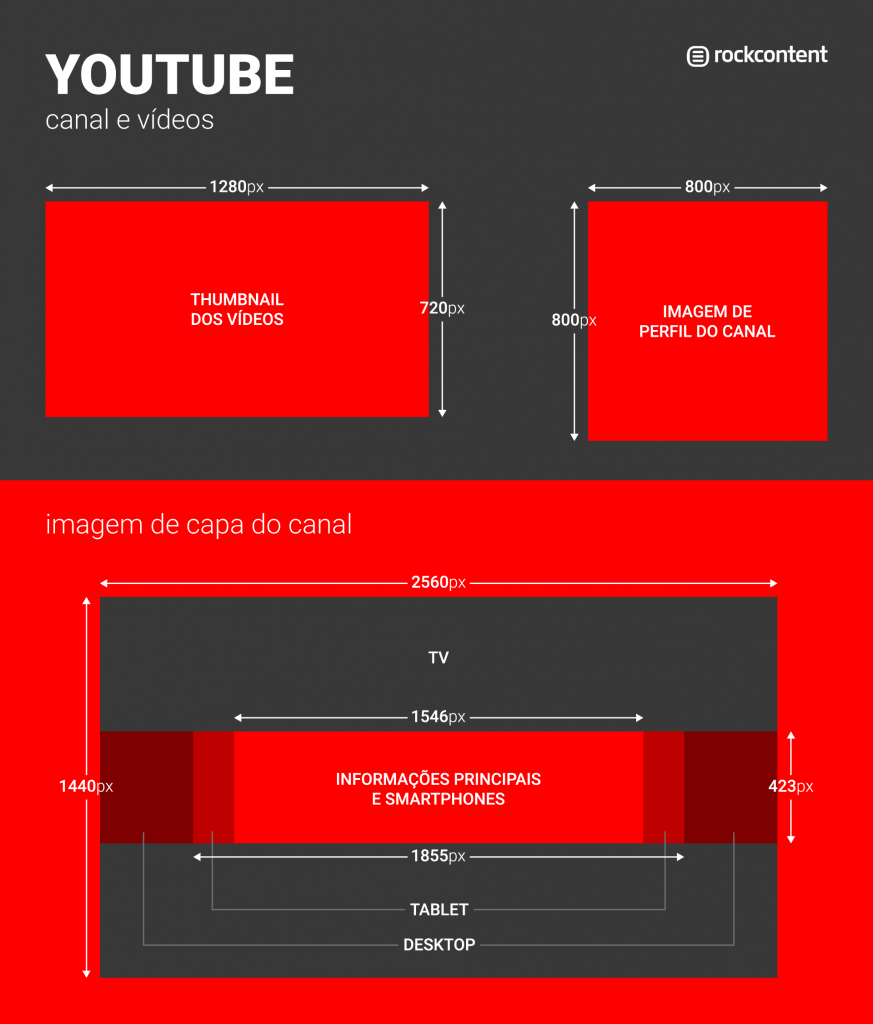 YOUTUBE
canal e vídeos
rockcontent
1280px
THUMBNAIL
DOS VÍDEOS
720px
800px
800px
IMAGEM DE
PERFIL DO CANAL
imagem de capa do canal
2560px
TV
1546px
1440px
INFORMAÇÕES PRINCIPAIS
E SMARTPHONES
423px
1855px
TABLET
DESKTOP